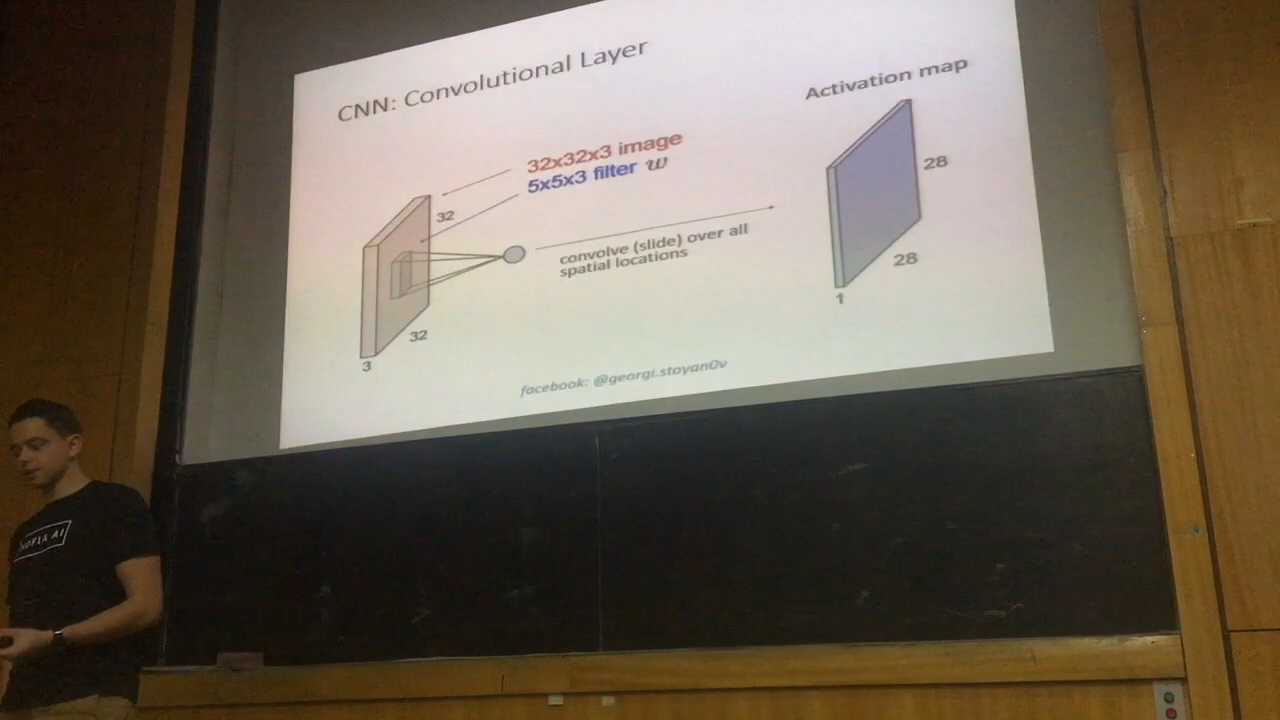 CNN: Convolutional Layer
Activation map
32x32x3 image
5x5x3 filter w
32
28
convolve (slide) over all
spatial locations
28
32
1
3
facebook: @georgi.stoyan0v
AI